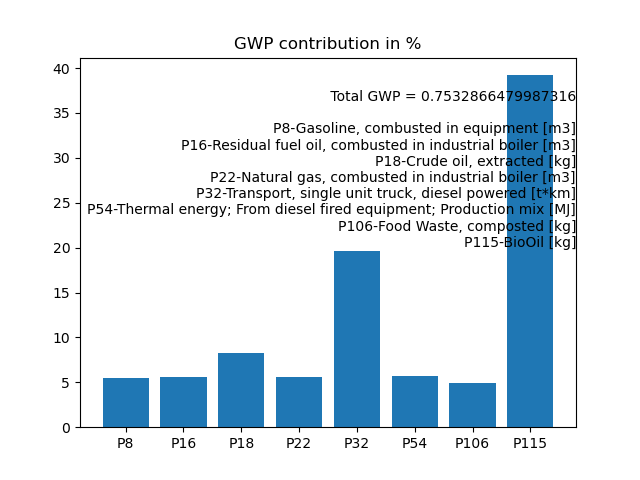 GWP contribution in %
40
35
30
25
20
15
10
5
0
Total GWP = 0.7532866479987316
P8-Gasoline, combusted in equipment [m3]
P16-Residual fuel oil, combusted in industrial boiler [m3]
P18-Crude oil, extracted [kg]
P22-Natural gas, combusted in industrial boiler [m3]
P32-Transport, single unit truck, diesel powered [t*km]
P54-Thermal energy; From diesel fired equipment; Production mix [MJ]
P106-Food Waste, composted [kg]
P115-BioOil [kg]
P8 P16 P18 P22 P32 P54 P106 P115